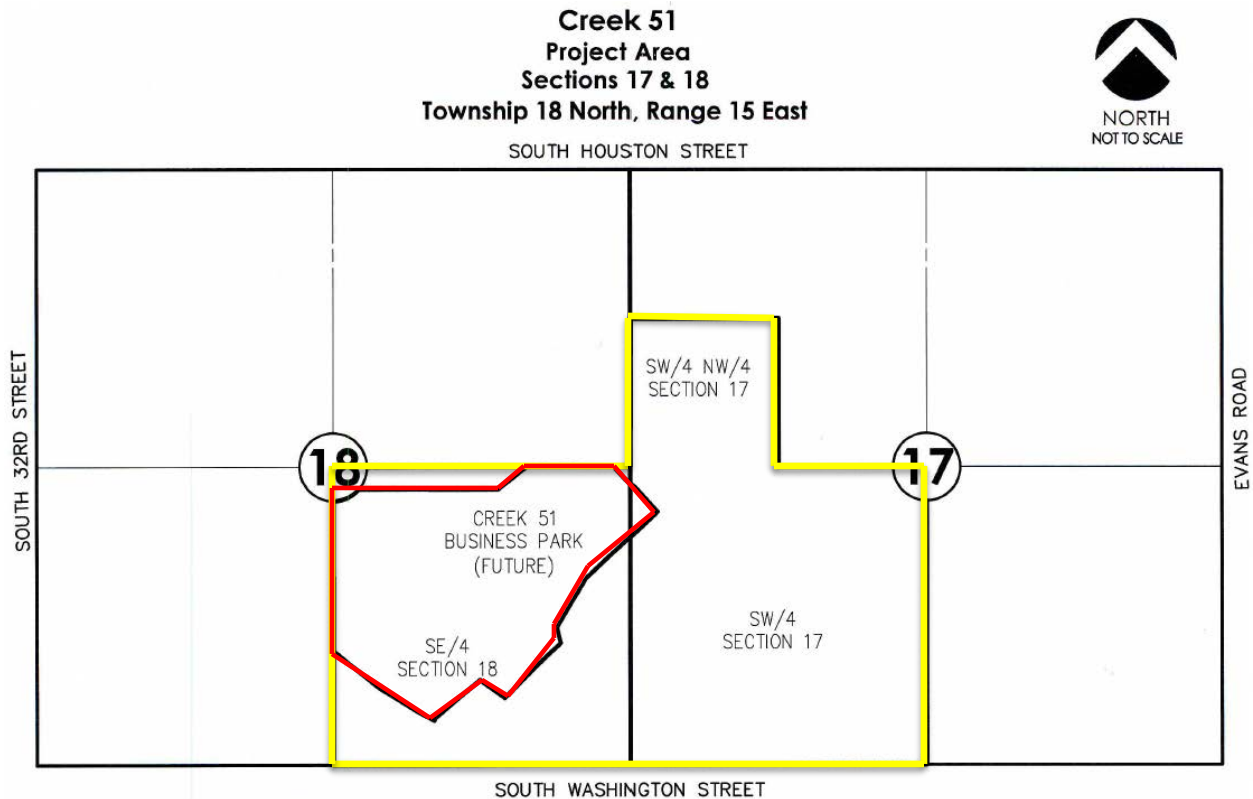 Creek 51
Project Area
Sections 17 & 18
Township 18 North, Range 15 East
NORTH
NOT TO SCALE
SOUTH HOUSTON STREET
SOUTH 32RD STREET
EVANS ROAD
SW/4 NW/4
SECTION 17
18
17
CREEK 51
BUSINESS PARK
(FUTURE)
SE/4
SECTION 18
SW/4
SECTION 17
SOUTH WASHINGTON STREET